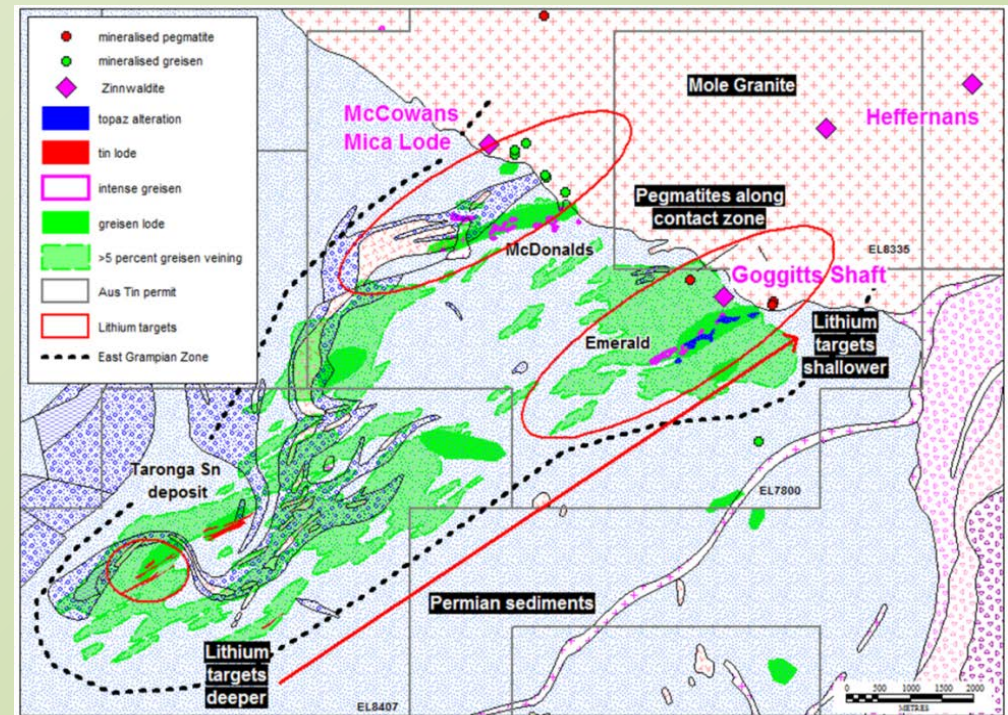 mineralised pegmatite
mineralised greisen
Zinnwaldite
topaz alteration
tin lode
intense greisen
greisen lode
>5 percent greisen veining
Aus Tin permit
Lithium targets
East Grampian Zone
Mole Granite
McCowans
Mica Lode
Heffernans
Pegmatites along
contact zone
EL8335
McDonalds
Goggitts Shaft
Emerald
Lithium
targets
shallower
Taronga Sn
deposit
EL7800
Permian sediments
Lithium
targets
deeper
EL8407
0 500 1000 1500 2000
METRES